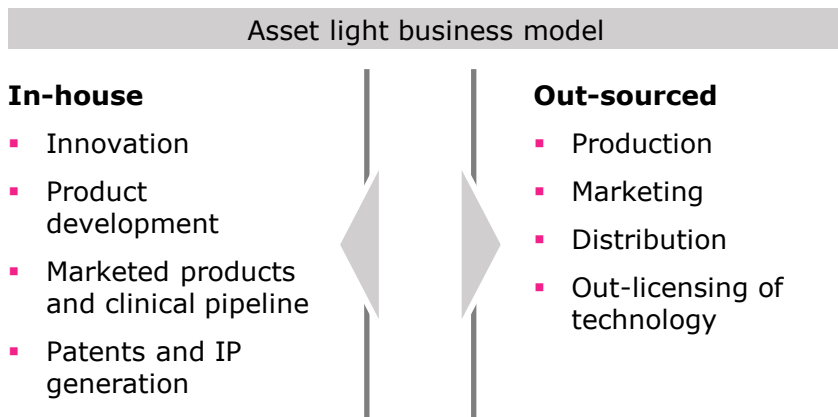 Asset light business model
In-house
Innovation
Product
development
Marketed products
and clinical pipeline
Patents and IP
generation
Out-sourced
Production
Marketing
Distribution
Out-licensing of
technology